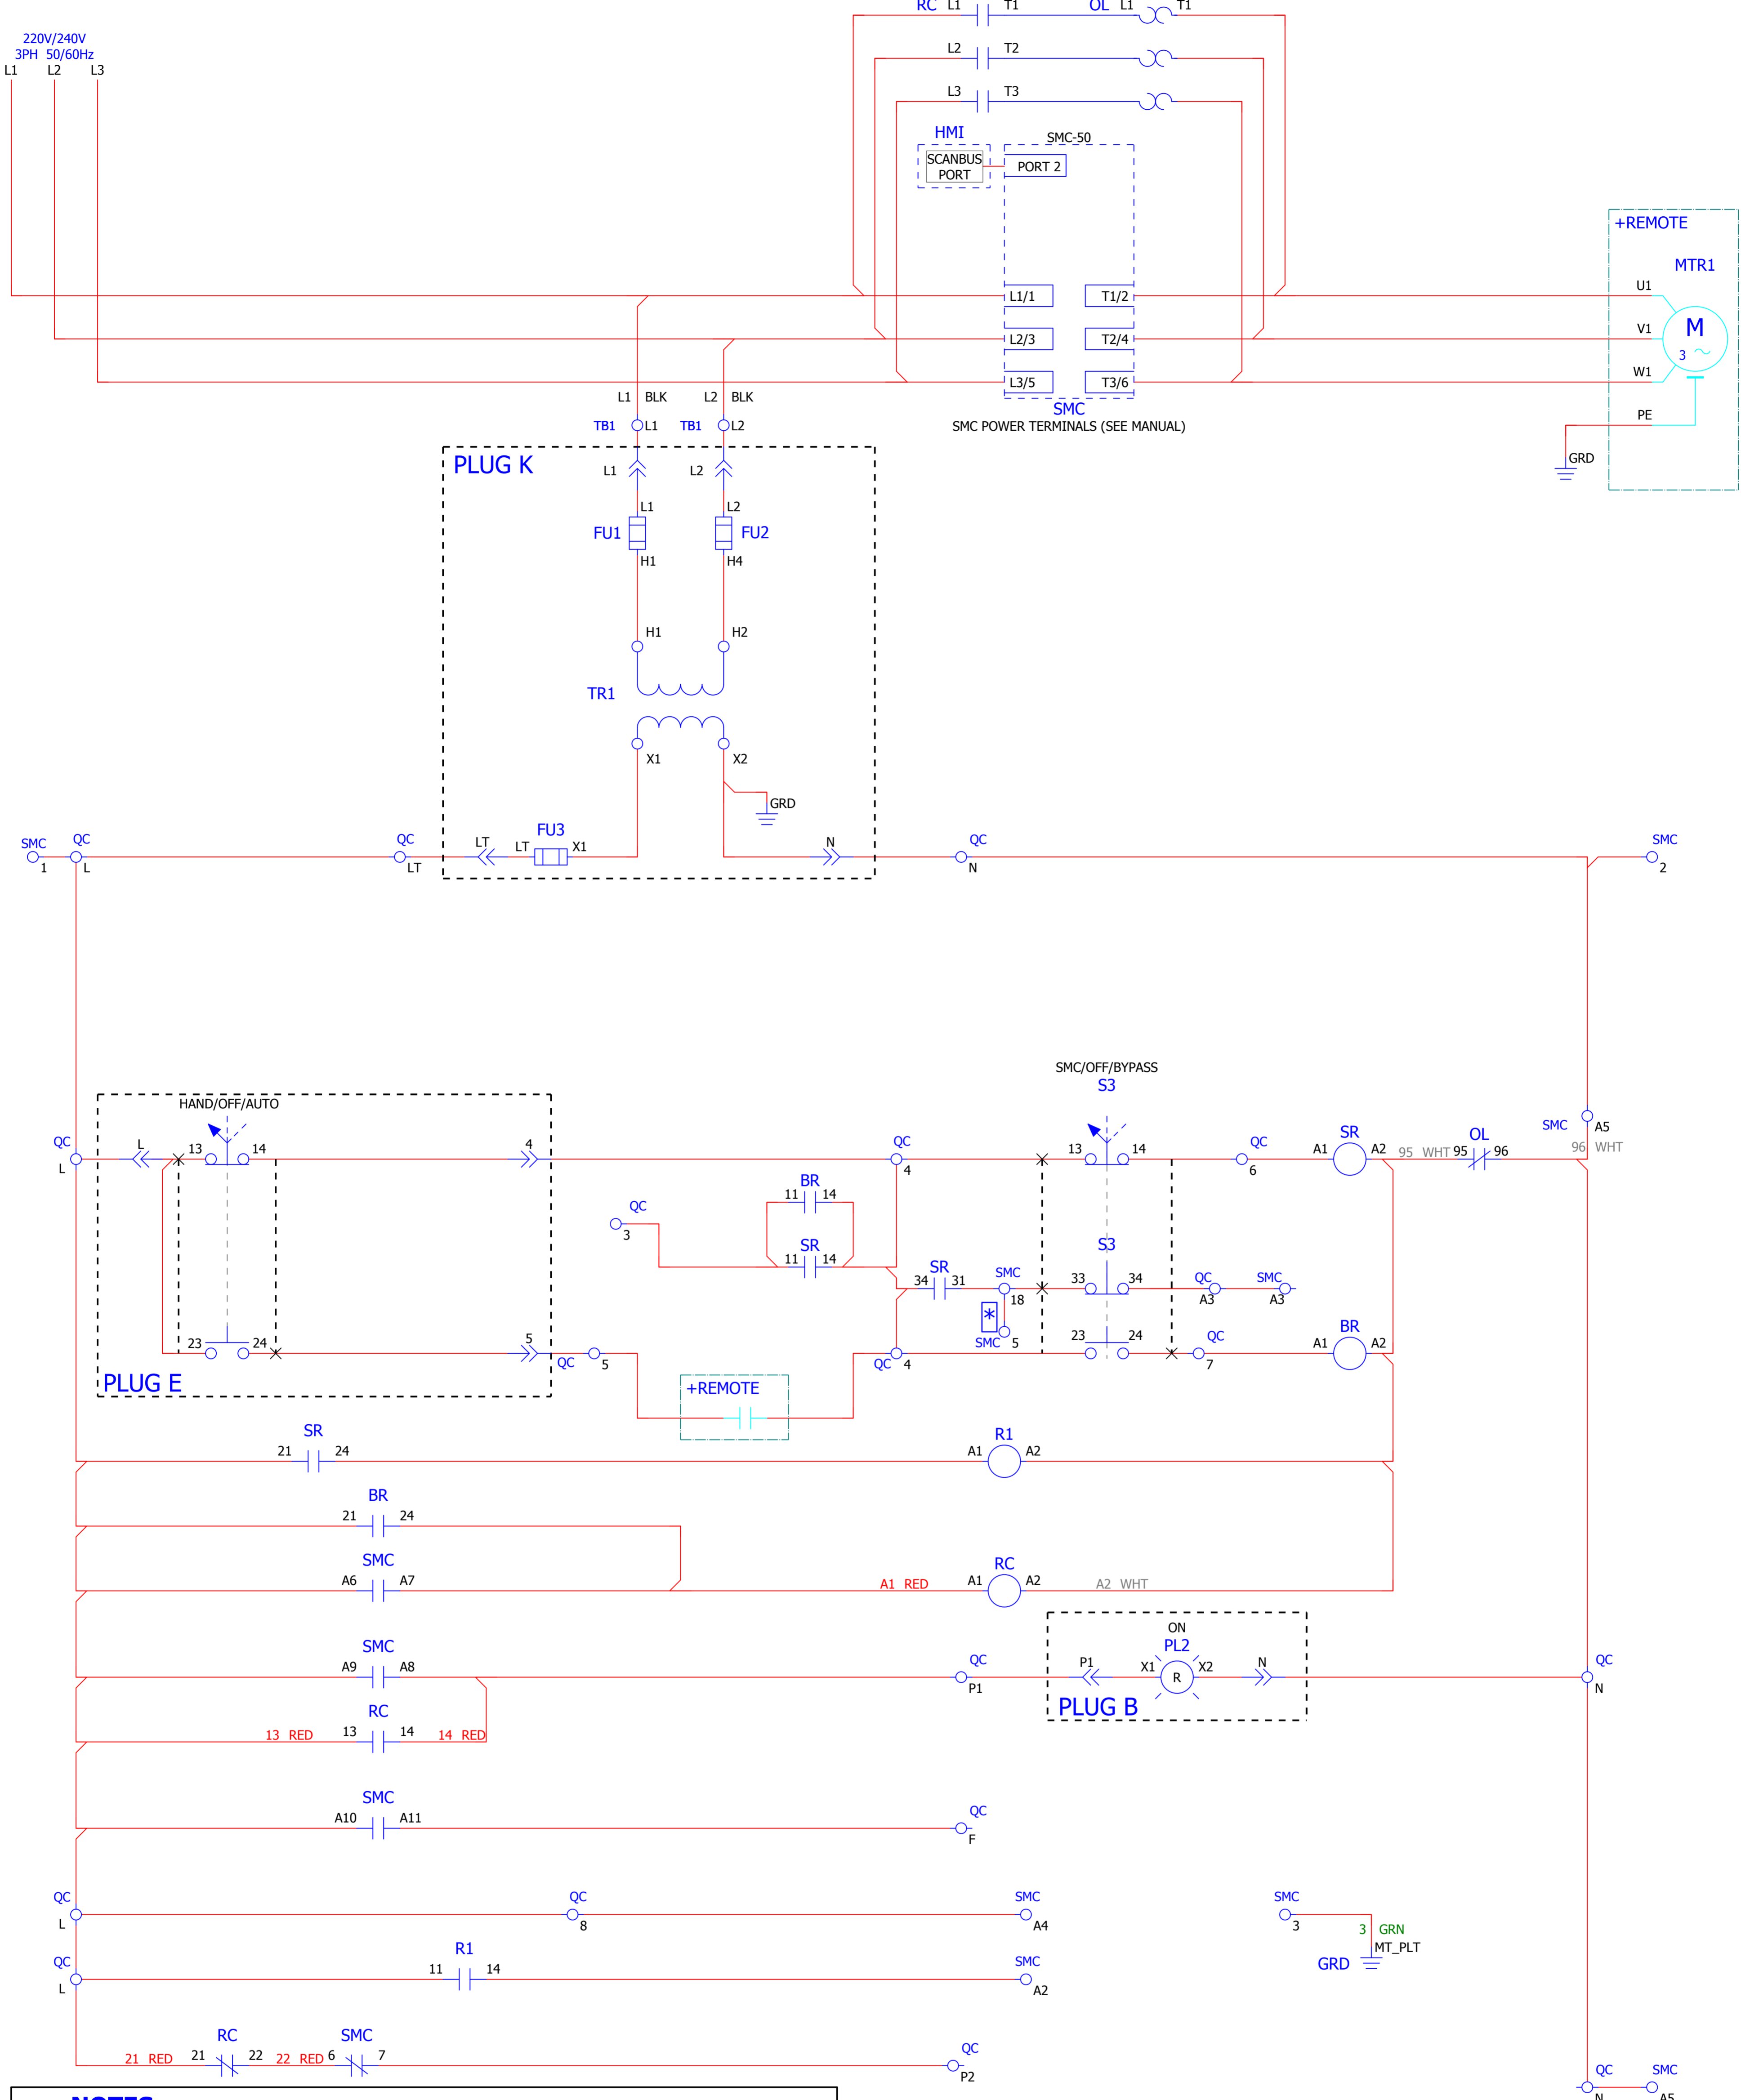 RC L1 T1 OL L1 T1
220V/240V
3PH 50/60Hz
L1 L2 L3
L2 T2
L3 T3
HMI
SMC-50
SCANBUS
PORT
PORT 2
+REMOTE
MTR1
L1/1 T1/2 U1
L2/3 T2/4 V1
M
3
L3/5 T3/6 W1
L1 BLK L2 BLK
SMC
SMC POWER TERMINALS (SEE MANUAL)
PE
GRD
TB1 L1 TB1 L2
PLUG K
L1 L2
L1 L2
FU1 FU2
H1 H4
H1 H2
TR1
X1 X2
GRD
SMC QC QC LT LT FU3 X1 N QC SMC
1 L LT N 2
SMC/OFF/BYPASS
S3
HAND/OFF/AUTO
SMC A5
QC L 13 14 4 QC 13 14 QC SR OL
L 4 6 A1 A2 95 WHT 95 96 96 WHT
BR
11 14
QC
3
SR
11 14
S3
SR
34 31 SMC 33 34 QC SMC
18 A3 A3
*
SMC 5
23 24 5 23 24 QC BR
QC 5 QC 4 7 A1 A2
PLUG E
+REMOTE
SR R1
21 24 A1 A2
BR
21 24
SMC RC
A6 A7 A1 RED A1 A2 A2 WHT
ON
SMC PL2
A9 A8 QC P1 X1 R X2 N QC
P1 N
PLUG B
RC
13 RED 13 14 14 RED
SMC
A10 A11 QC
F
QC QC SMC SMC
L 8 A4 3
3 GRN
MT_PLT
GRD
QC R1 SMC
L 11 14 A2
RC SMC
21 RED 21 22 22 RED 6 7 QC
P2
QC SMC
N A5
NOTES